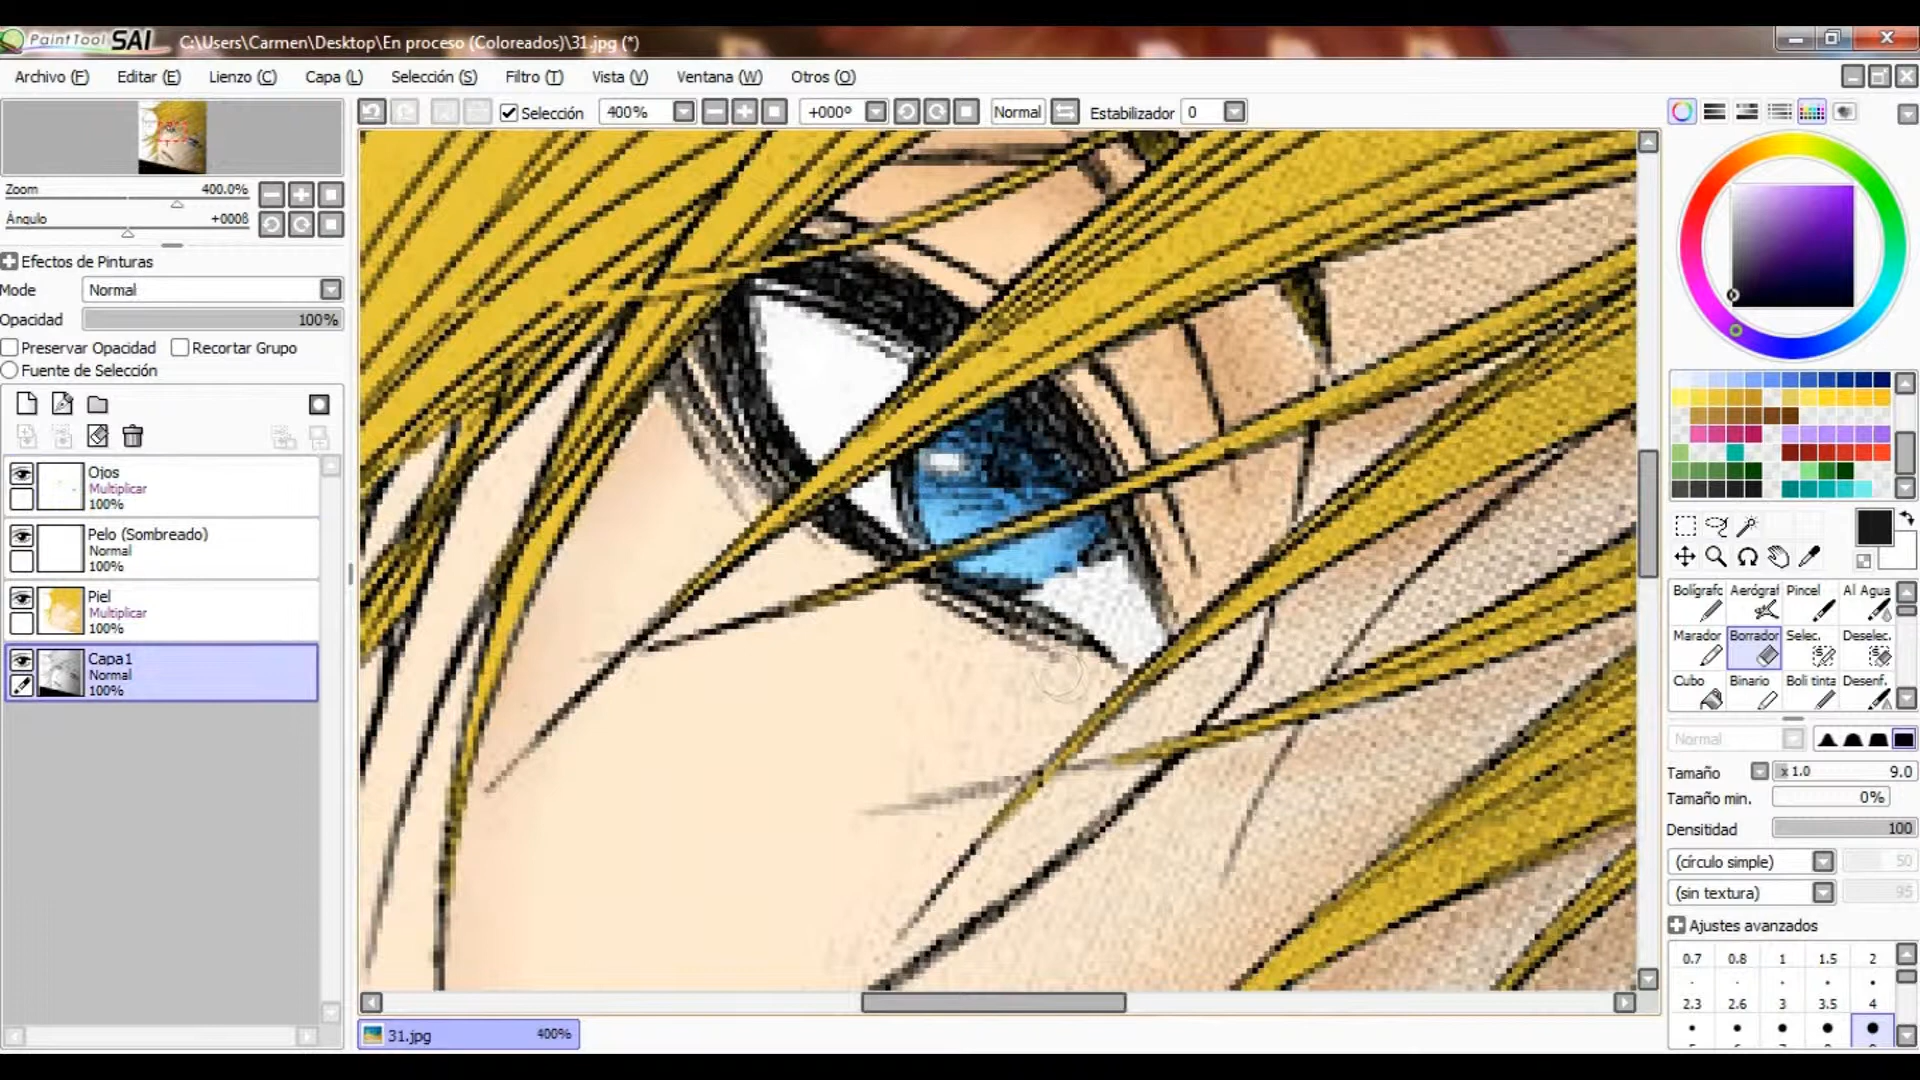 PaintTool SAI C:\Users\Carmen\Desktop\En proceso (Coloreados)\31.jpg (*)
Archivo (F) Editar (E) Lienzo (C) Capa (L) Selección (S) Filtro (T) Vista (V) Ventana (W) Otros (O)
Selección 400% +000º Normal Estabilizador 0
Zoom 400.0%
Ángulo +000ß
Efectos de Pinturas
Mode Normal
Opacidad 100%
Preservar Opacidad Recortar Grupo
Fuente de Selección
Ojos
Multiplicar
100%
Pelo (Sombreado)
Normal
100%
Piel
Multiplicar
100%
Capa1
Normal
100%
31.jpg 400%
Bolígrafc Aerógraf Pincel Al Agua
Marador Borrador Selec. Deselec.
Cubo Binario Boli tinta Desenf.
Normal
Tamaño x 1.0 9.0
Tamaño min. 0%
Densitidad 100
(círculo simple) 50
(sin textura) 95
Ajustes avanzados
0.7 0.8 1 1.5 2
2.3 2.6 3 3.5 4